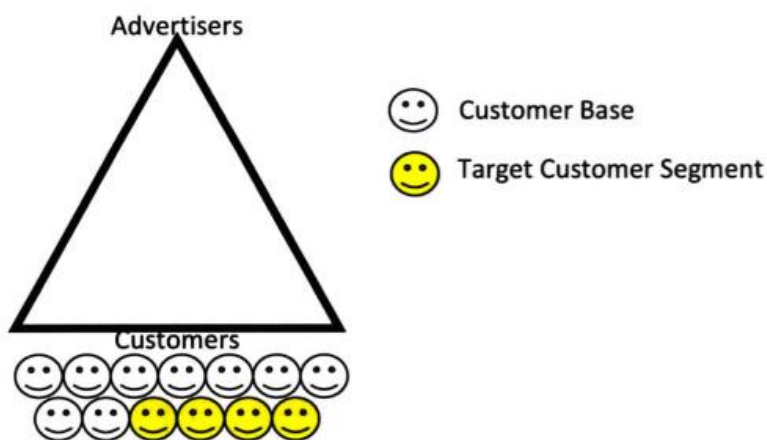 Advertisers
Customer Base
Target Customer Segment
Customers